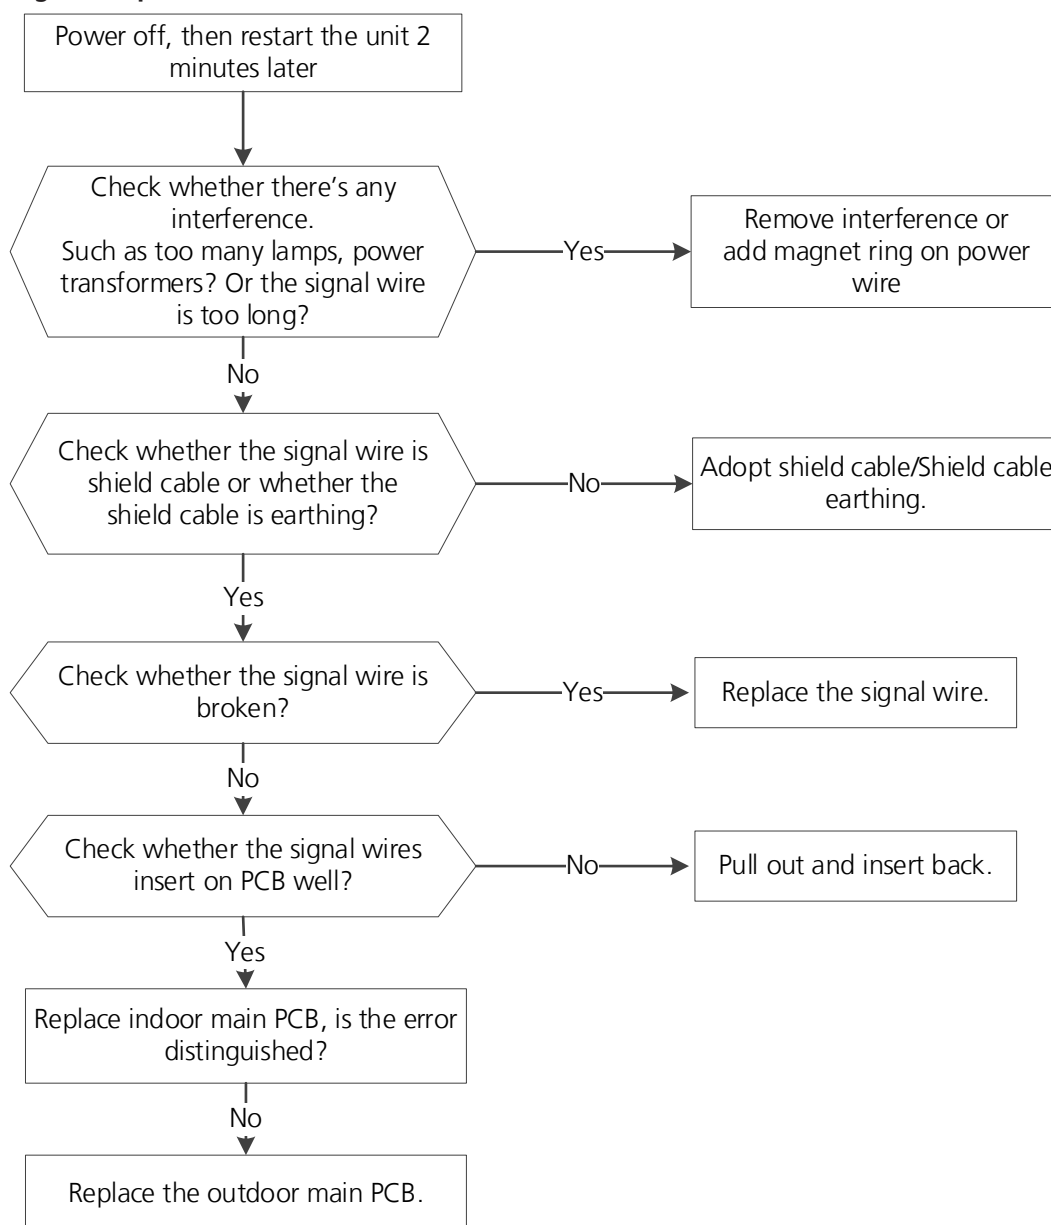 Power off, then restart the unit 2
minutes later
Check whether there's any
interference.
Such as too many lamps, power
transformers? Or the signal wire
is too long?
Yes
Remove interference or
add magnet ring on power
wire
No
Check whether the signal wire is
shield cable or whether the
shield cable is earthing?
No
Adopt shield cable/Shield cable
earthing.
Yes
Check whether the signal wire is
broken?
Yes
Replace the signal wire.
No
Check whether the signal wires
insert on PCB well?
No
Pull out and insert back.
Yes
Replace indoor main PCB, is the error
distinguished?
No
Replace the outdoor main PCB.